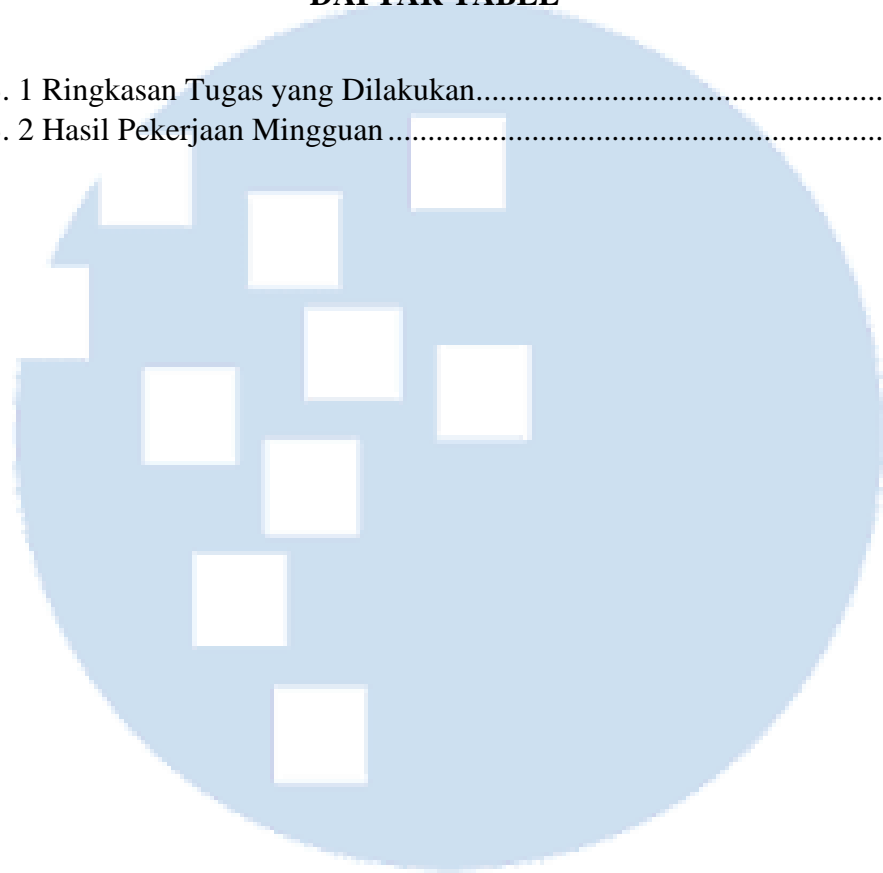 DAFTAR TABEL
. 1 Ringkasan Tugas yang Dilakukan....................................................
. 2 Hasil Pekerjaan Mingguan...............................................................